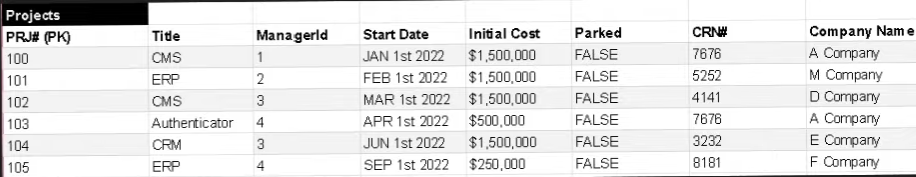 Projects
PRJ# (PK) Title ManagerId Start Date Initial Cost Parked CRN# Company Name
100 CMS 1 JAN 1st 2022 $1,500,000 FALSE 7676 A Company
101 ERP 2 FEB 1st 2022 $1,500,000 FALSE 5252 M Company
102 CMS 3 MAR 1st 2022 $1,500,000 FALSE 4141 D Company
103 Authenticator 4 APR 1st 2022 $500,000 FALSE 7676 A Company
104 CRM 3 JUN 1st 2022 $1,500,000 FALSE 3232 E Company
105 ERP 4 SEP 1st 2022 $250,000 FALSE 8181 F Company